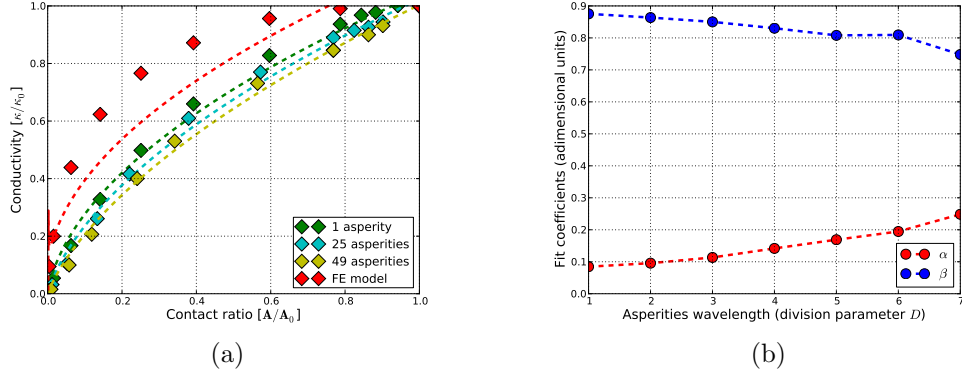 1.0
0.8
0.6
0.4
0.2
0.0
0.0 0.2 0.4 0.6 0.8 1.0
Conductivity [κ/κ₀]
Contact ratio [A/A₀]
1 asperity
25 asperities
49 asperities
FE model
(a)
0.9
0.8
0.7
0.6
0.5
0.4
0.3
0.2
0.1
0.0
1 2 3 4 5 6 7
Fit coefficients (adimensional units)
Asperities wavelength (division parameter D)
α
β
(b)